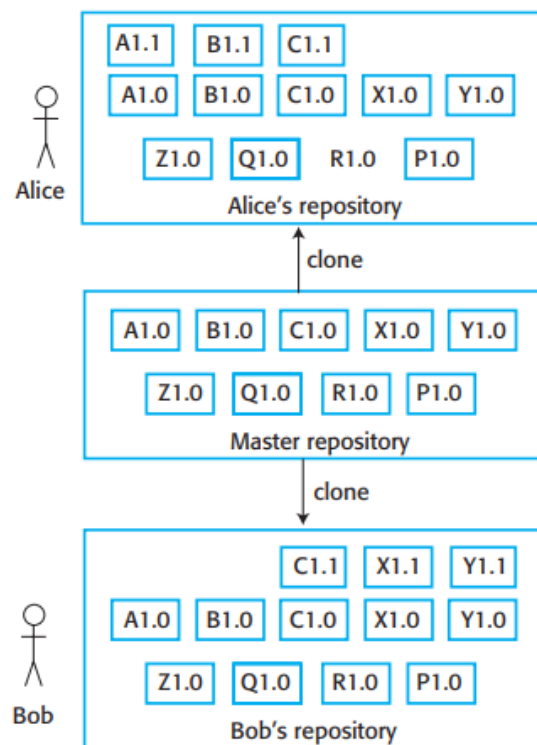 A1.1 B1.1 C1.1
A1.0 B1.0 C1.0 X1.0 Y1.0
Z1.0 Q1.0 R1.0 P1.0
Alice
Alice's repository
clone
A1.0 B1.0 C1.0 X1.0 Y1.0
Z1.0 Q1.0 R1.0 P1.0
Master repository
clone
C1.1 X1.1 Y1.1
A1.0 B1.0 C1.0 X1.0 Y1.0
Z1.0 Q1.0 R1.0 P1.0
Bob
Bob's repository